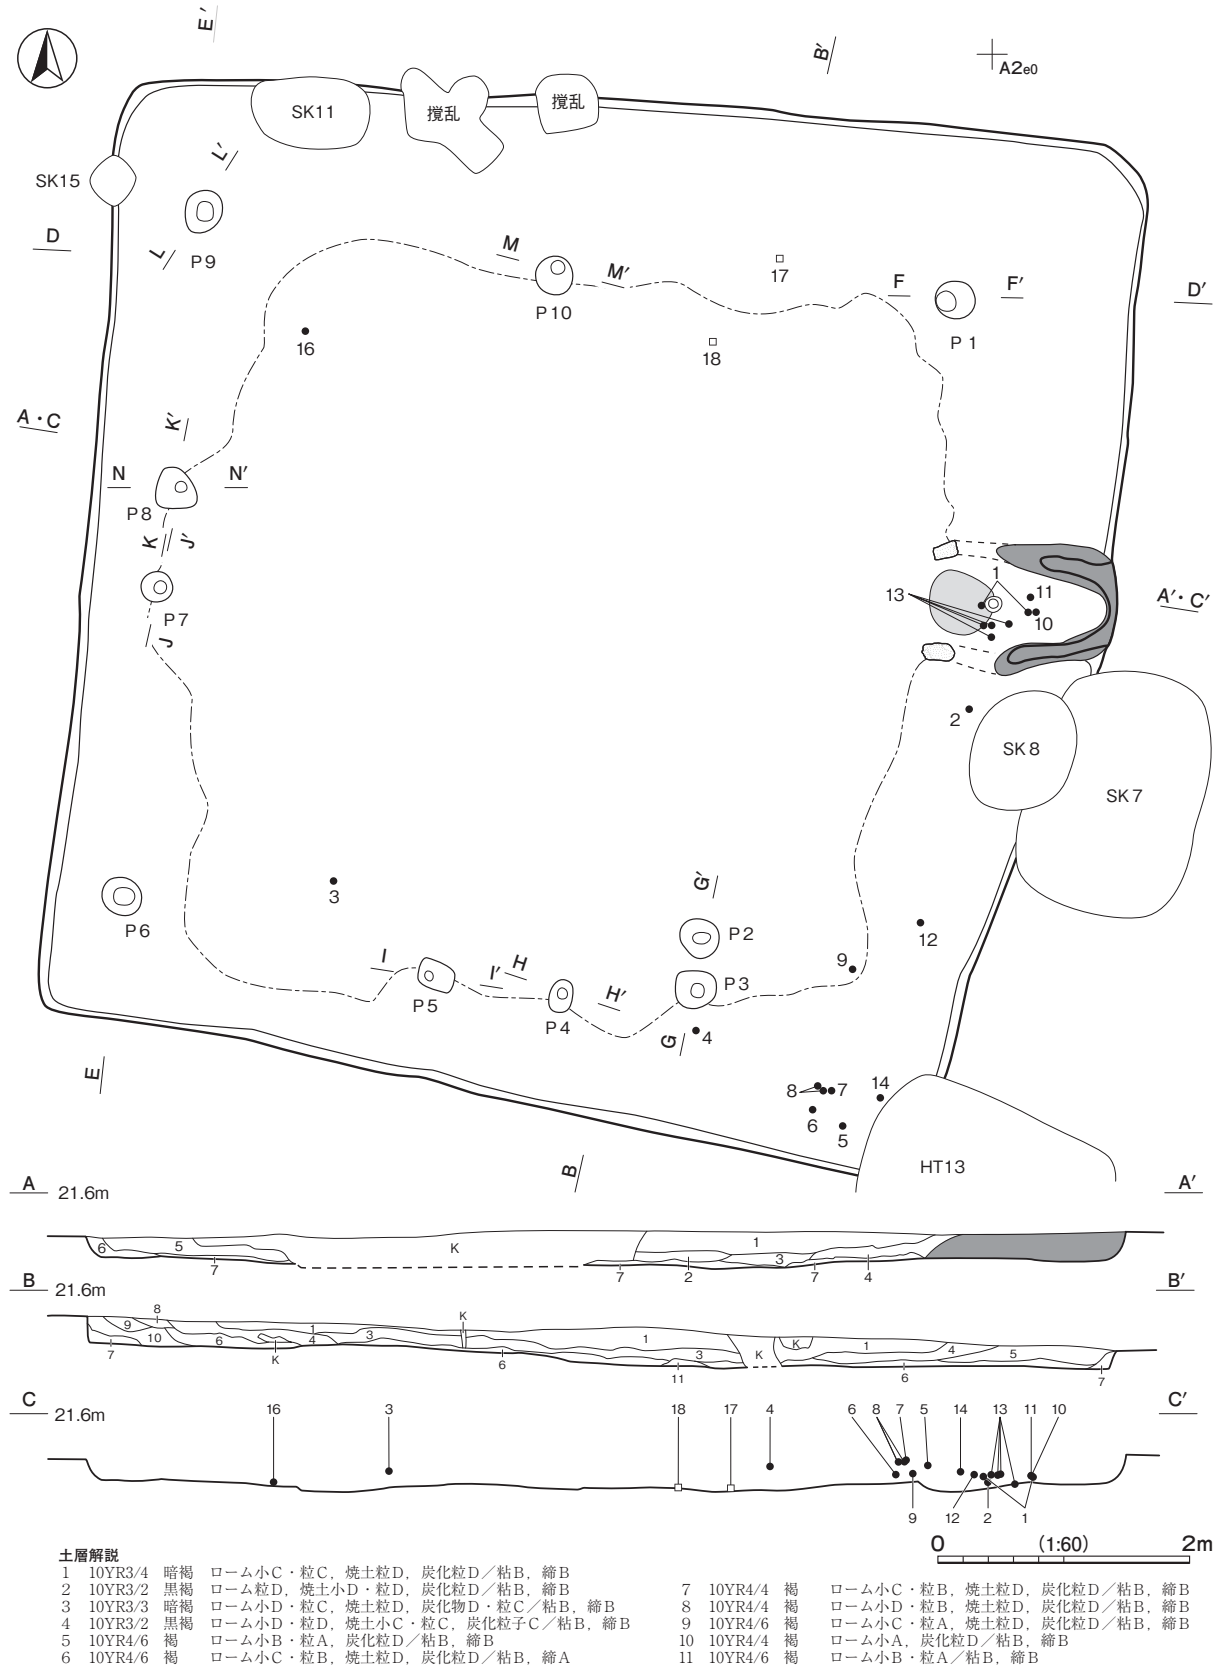 E′
B′
A2e0
SK11
撹乱
撹乱
L′
SK15
D
L
P9
M
M′
P10
17
F
F′
P1
D′
16
18
A・C
K′
N
N′
P8
K
J′
P7
J
1
13
11
10
A′・C′
2
SK8
SK7
3
G′
P6
P2
12
I
I′
H
9
P5
H′
P3
P4
G
4
E
8
7
14
6
5
B
HT13
A 21.6m A′
6 5 K 1
3
7 7 2 7 4
B 21.6m B′
8 K
9 1 3 1 K 1 4 5
10 6 4 K 3
7 K 6 11 6 7
C 21.6m C′
16 3 18 17 4 6 8 7 5 14 13 11 10
9 12 2 1
0 (1:60) 2m
土層解説
1 10YR3/4 暗褐 ローム小C・粒C，焼土粒D，炭化粒D／粘B，締B
2 10YR3/2 黒褐 ローム粒D，焼土小D・粒D，炭化粒D／粘B，締B
3 10YR3/3 暗褐 ローム小D・粒C，焼土粒D，炭化物D・粒C／粘B，締B
4 10YR3/2 黒褐 ローム小D・粒D，焼土小C・粒C，炭化粒子C／粘B，締B
5 10YR4/6 褐 ローム小B・粒A，炭化粒D／粘B，締B
6 10YR4/6 褐 ローム小C・粒B，焼土粒D，炭化粒D／粘B，締A
7 10YR4/4 褐 ローム小C・粒B，焼土粒D，炭化粒D／粘B，締B
8 10YR4/4 褐 ローム小D・粒B，焼土粒D，炭化粒D／粘B，締B
9 10YR4/6 褐 ローム小C・粒A，焼土粒D，炭化粒D／粘B，締B
10 10YR4/4 褐 ローム小A，炭化粒D／粘B，締B
11 10YR4/6 褐 ローム小B・粒A／粘B，締B